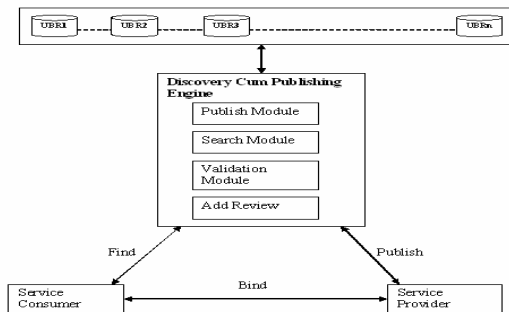 UBR1 UBR2 UBR3 UBRn
Discovery Cum Publishing
Engine
Publish Module
Search Module
Validation
Module
Add Review
Find
Publish
Bind
Service
Consumer
Service
Provider